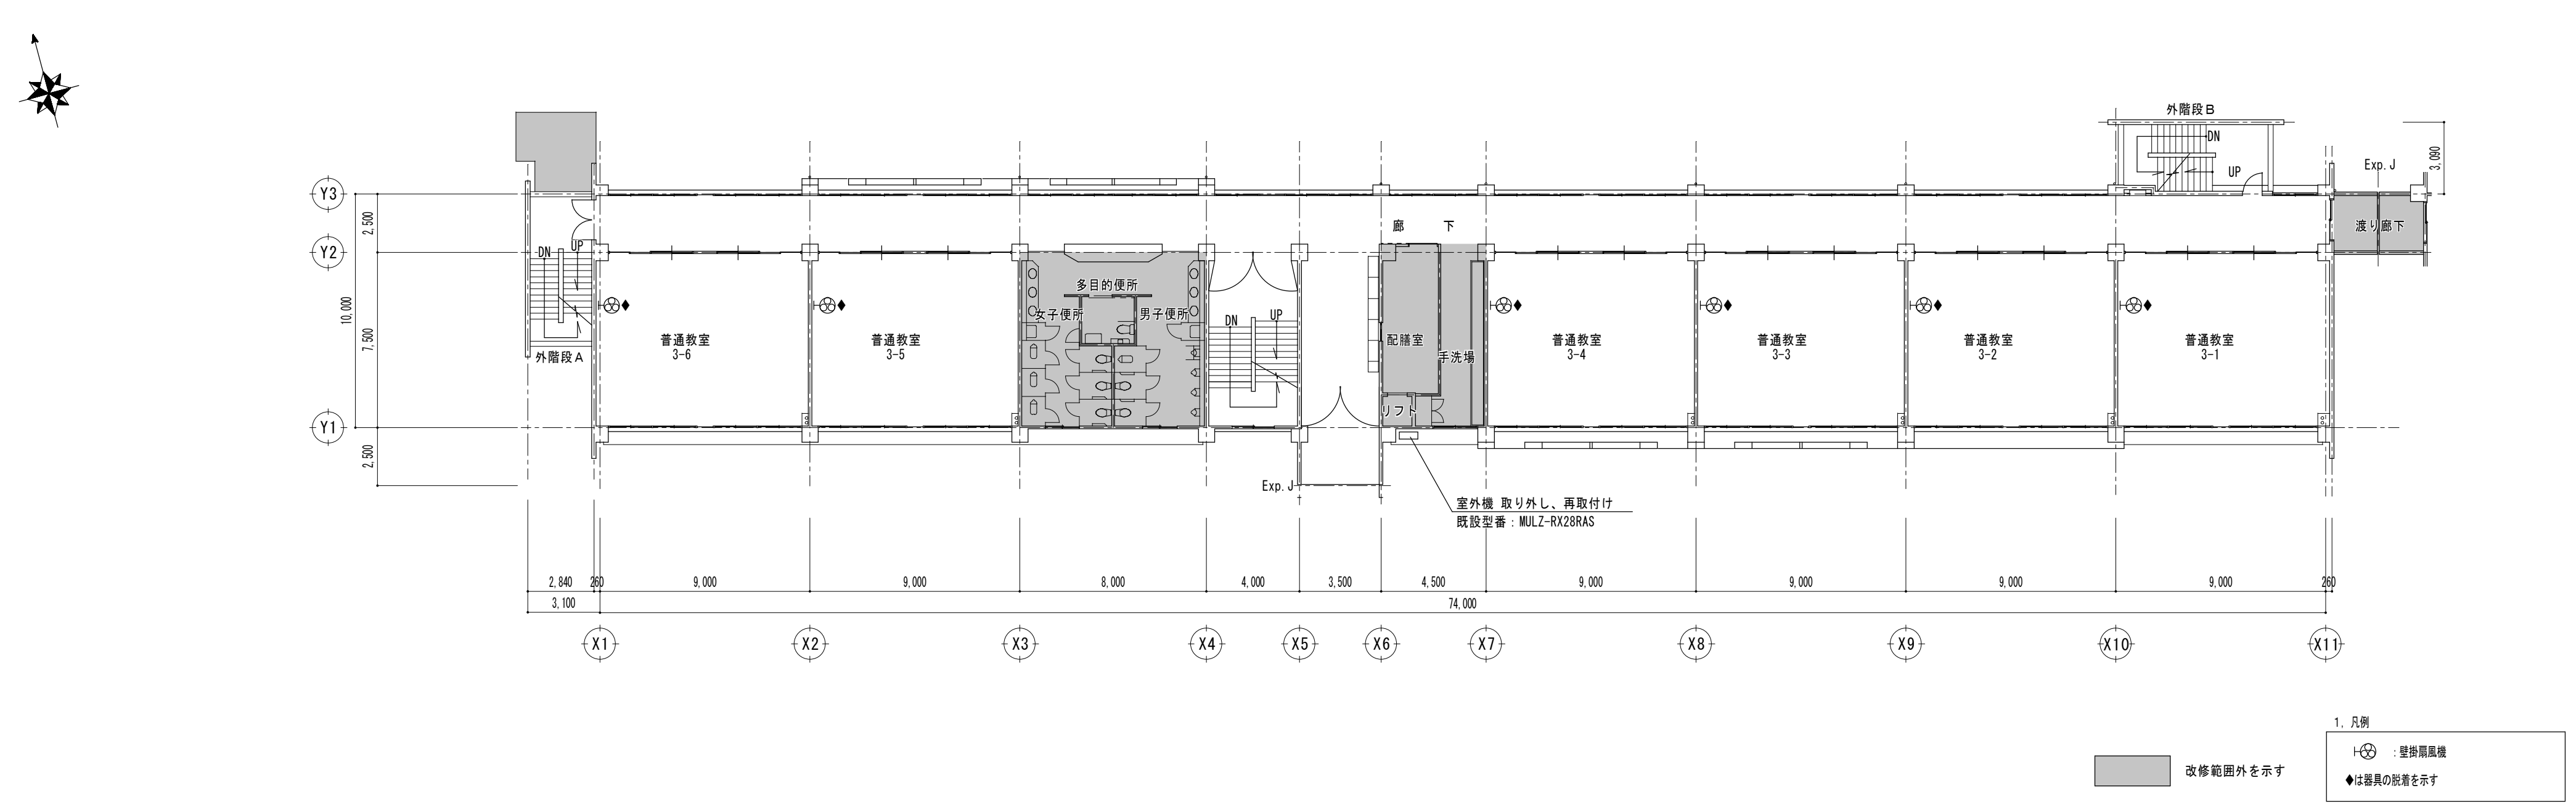 外階段B
DN
UP
3,090
Exp.J
渡り廊下
Y3
2,500
Y2
10,000
7,500
Y1
2,500
DN
UP
外階段A
廊 下
普通教室
3-6
普通教室
3-5
多目的便所
女子便所
男子便所
DN
UP
配膳室
手洗場
リフト
普通教室
3-4
普通教室
3-3
普通教室
3-2
普通教室
3-1
Exp.J
室外機 取り外し、再取付け
既設型番：MULZ-RX28RAS
2,840
260
9,000
9,000
8,000
4,000
3,500
4,500
9,000
9,000
9,000
9,000
260
3,100
74,000
X1
X2
X3
X4
X5
X6
X7
X8
X9
X10
X11
1, 凡例
：壁掛扇風機
◆は器具の脱着を示す
改修範囲外を示す